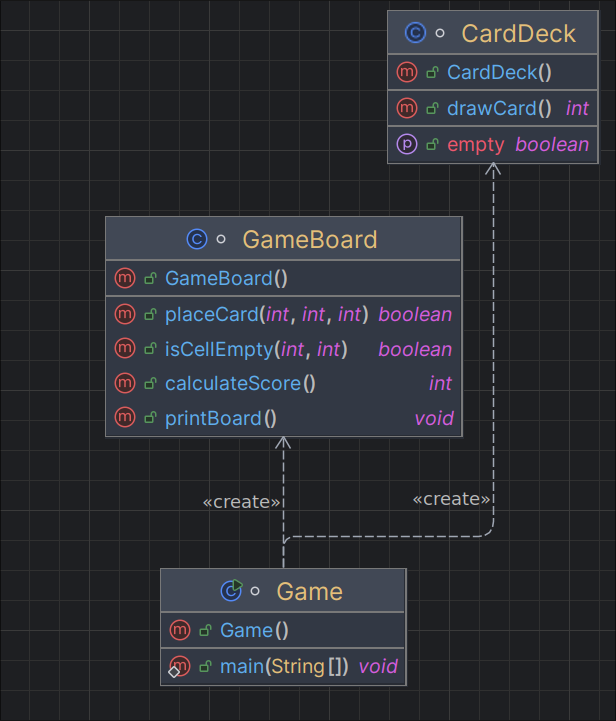 CardDeck
CardDeck()
drawCard() int
empty boolean
GameBoard
GameBoard()
placeCard(int, int, int) boolean
isCellEmpty(int, int) boolean
calculateScore() int
printBoard() void
«create»
«create»
Game
Game()
main(String[]) void